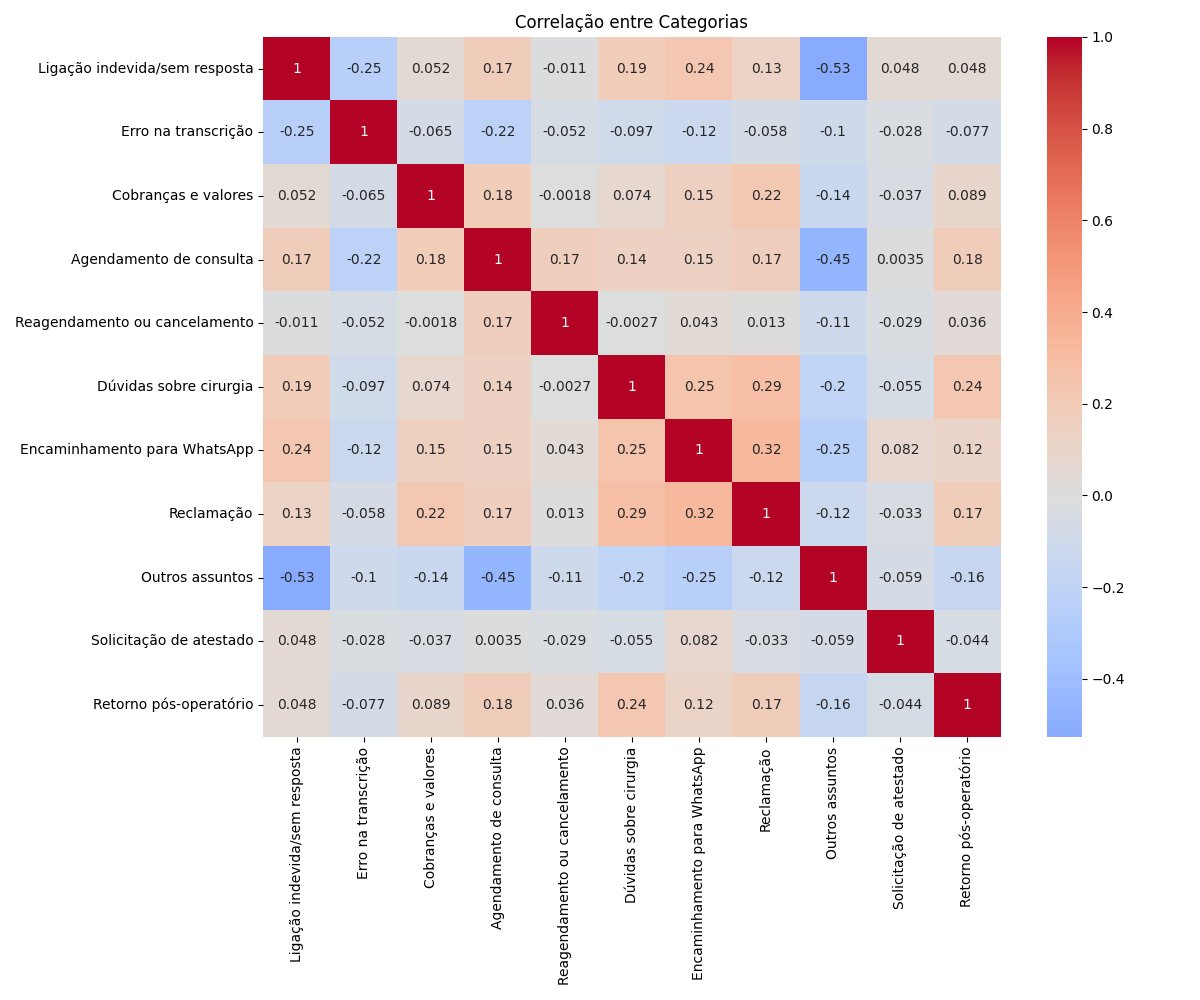 Correlação entre Categorias
Ligação indevida/sem resposta 1 -0.25 0.052 0.17 -0.011 0.19 0.24 0.13 -0.53 0.048 0.048
Erro na transcrição -0.25 1 -0.065 -0.22 -0.052 -0.097 -0.12 -0.058 -0.1 -0.028 -0.077
Cobranças e valores 0.052 -0.065 1 0.18 -0.0018 0.074 0.15 0.22 -0.14 -0.037 0.089
Agendamento de consulta 0.17 -0.22 0.18 1 0.17 0.14 0.15 0.17 -0.45 0.0035 0.18
Reagendamento ou cancelamento -0.011 -0.052 -0.0018 0.17 1 -0.0027 0.043 0.013 -0.11 -0.029 0.036
Dúvidas sobre cirurgia 0.19 -0.097 0.074 0.14 -0.0027 1 0.25 0.29 -0.2 -0.055 0.24
Encaminhamento para WhatsApp 0.24 -0.12 0.15 0.15 0.043 0.25 1 0.32 -0.25 0.082 0.12
Reclamação 0.13 -0.058 0.22 0.17 0.013 0.29 0.32 1 -0.12 -0.033 0.17
Outros assuntos -0.53 -0.1 -0.14 -0.45 -0.11 -0.2 -0.25 -0.12 1 -0.059 -0.16
Solicitação de atestado 0.048 -0.028 -0.037 0.0035 -0.029 -0.055 0.082 -0.033 -0.059 1 -0.044
Retorno pós-operatório 0.048 -0.077 0.089 0.18 0.036 0.24 0.12 0.17 -0.16 -0.044 1
Ligação indevida/sem resposta
Erro na transcrição
Cobranças e valores
Agendamento de consulta
Reagendamento ou cancelamento
Dúvidas sobre cirurgia
Encaminhamento para WhatsApp
Reclamação
Outros assuntos
Solicitação de atestado
Retorno pós-operatório
1.0
0.8
0.6
0.4
0.2
0.0
−0.2
−0.4